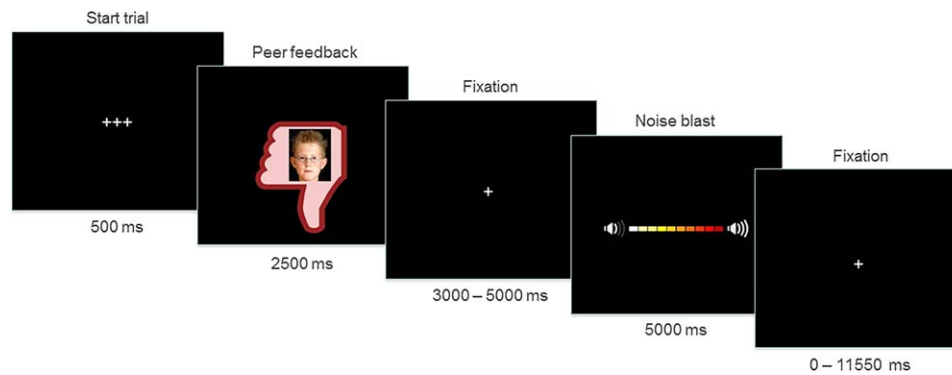 Start trial
+++
500 ms
Peer feedback
2500 ms
Fixation
+
3000 – 5000 ms
Noise blast
5000 ms
Fixation
+
0 – 11550 ms